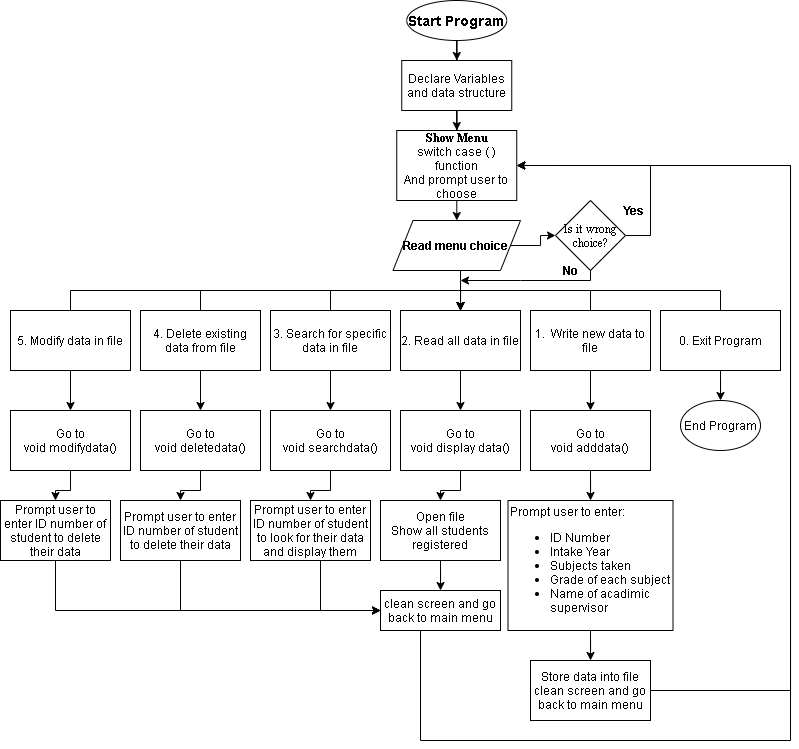 Start Program
Declare Variables
and data structure
Show Menu
switch case ( )
function
And prompt user to
choose
Read menu choice
Is it wrong
choice?
Yes
No
5. Modify data in file
4. Delete existing
data from file
3. Search for specific
data in file
2. Read all data in file
1. Write new data to
file
0. Exit Program
Go to
void modifydata()
Go to
void deletedata()
Go to
void searchdata()
Go to
void display data()
Go to
void adddata()
End Program
Prompt user to
enter ID number of
student to delete
their data
Prompt user to enter
ID number of student
to delete their data
Prompt user to enter
ID number of student
to look for their data
and display them
Open file
Show all students
registered
Prompt user to enter:
• ID Number
• Intake Year
• Subjects taken
• Grade of each subject
• Name of acadimic
supervisor
clean screen and go
back to main menu
Store data into file
clean screen and go
back to main menu